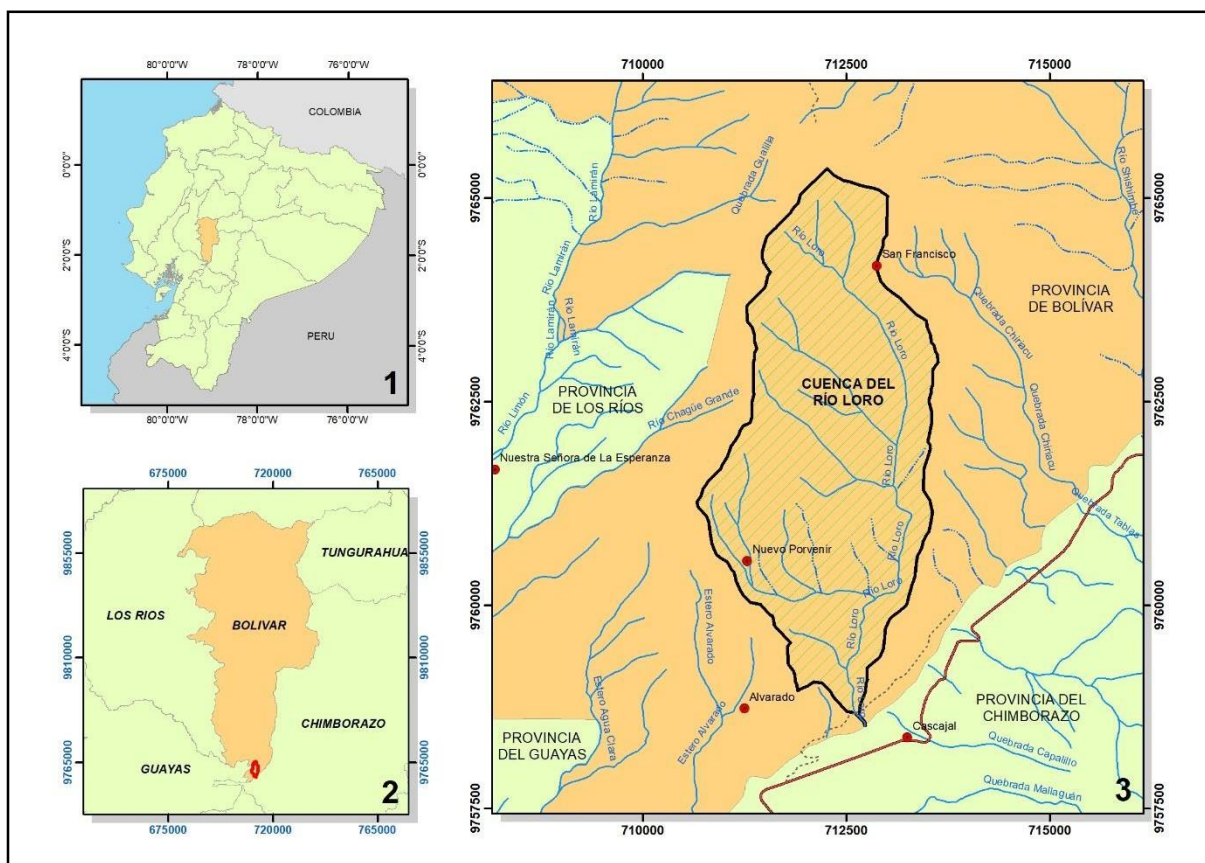 80°0'0"W
78°0'0"W
76°0'0"W
COLOMBIA
0°0'0"
0°0'0"
2°0'0"S
2°0'0"S
4°0'0"S
4°0'0"S
PERU
1
80°0'0"W
78°0'0"W
76°0'0"W
675000
720000
765000
9855000
9855000
TUNGURAHUA
LOS RIOS
BOLIVAR
9810000
9810000
CHIMBORAZO
GUAYAS
9765000
9765000
2
675000
720000
765000
710000
712500
715000
Río Shishimbe
Quebrada Gualilla
Río Lamirán
9765000
9765000
Río Loro
San Francisco
Río Lamirán
PROVINCIA
DE BOLÍVAR
Quebrada Chiriacu
Río Lamirán
Río Lamirán
Río Loro
CUENCA DEL
RÍO LORO
PROVINCIA
DE LOS RÍOS
9762500
9762500
Río Limón
Río Chagüe Grande
Quebrada Chiriacu
Nuestra Señora de La Esperanza
Río Loro
Quebrada Tablas
Río Loro
Nuevo Porvenir
Río Loro
9760000
9760000
Estero Alvarado
Río Loro
PROVINCIA DEL
CHIMBORAZO
Alvarado
Río Loro
Estero Agua Clara
Estero Alvarado
Cascajal
PROVINCIA
DEL GUAYAS
Quebrada Capalillo
Quebrada Mallaguán
3
9757500
9757500
710000
712500
715000